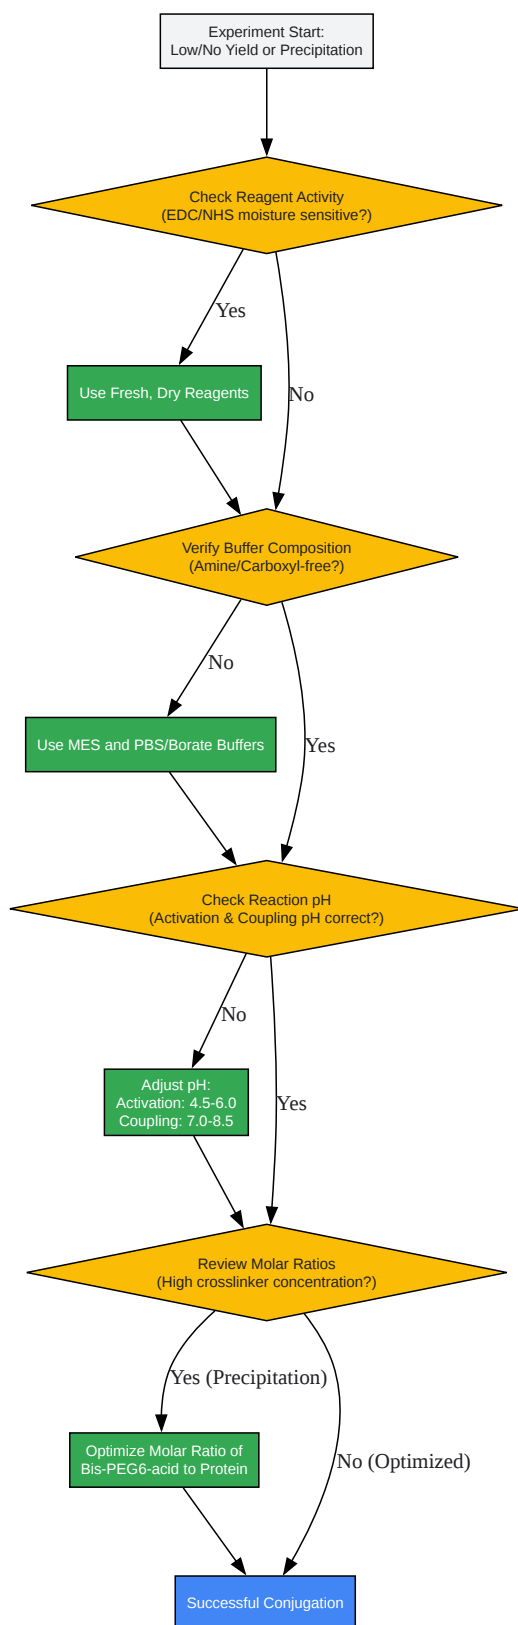 Experiment Start:
Low/No Yield or Precipitation
Check Reagent Activity
(EDC/NHS moisture sensitive?)
Yes
Use Fresh, Dry Reagents
No
Verify Buffer Composition
(Amine/Carboxyl-free?)
No
Use MES and PBS/Borate Buffers
Yes
Check Reaction pH
(Activation & Coupling pH correct?)
No
Adjust pH:
Activation: 4.5-6.0
Coupling: 7.0-8.5
Yes
Review Molar Ratios
(High crosslinker concentration?)
Yes (Precipitation)
Optimize Molar Ratio of
Bis-PEG6-acid to Protein
No (Optimized)
Successful Conjugation